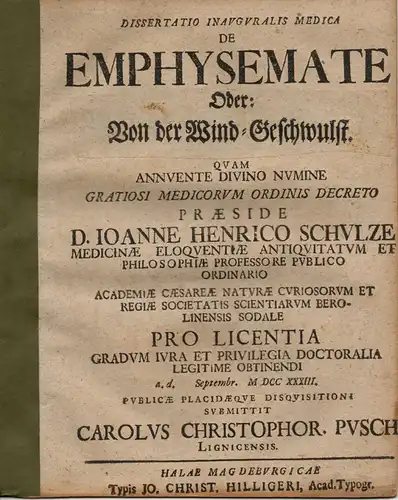 DISSERTATIO INAVGVRALIS MEDICA
DE
EMPHYSEMATE
Oder:
Von der Wind-Geschwulst.
QVAM
ANNVENTE DIVINO NVMINE
GRATIOSI MEDICORVM ORDINIS DECRETO
PRÆSIDE
D. IOANNE HENRICO SCHVLZE
MEDICINÆ ELOQVENTIÆ ANTIQVITATVM ET
PHILOSOPHIÆ PROFESSORE PVBLICO
ORDINARIO
ACADEMIÆ CÆSAREÆ NATVRÆ CVRIOSORVM ET
REGIÆ SOCIETATIS SCIENTIARVM BERO-
LINENSIS SODALE
PRO LICENTIA
GRADVM IVRA ET PRIVILEGIA DOCTORALIA
LEGITIME OBTINENDI
a. d. Septembr. M DCC XXXIII.
PVBLICÆ PLACIDÆQVE DISQVISITIONI
SVBMITTIT
CAROLVS CHRISTOPHOR. PVSCH
LIGNICENSIS.
HALAE MAGDEBVRGICAE
Typis JO. CHRIST. HILLIGERI, Acad.Typogr.